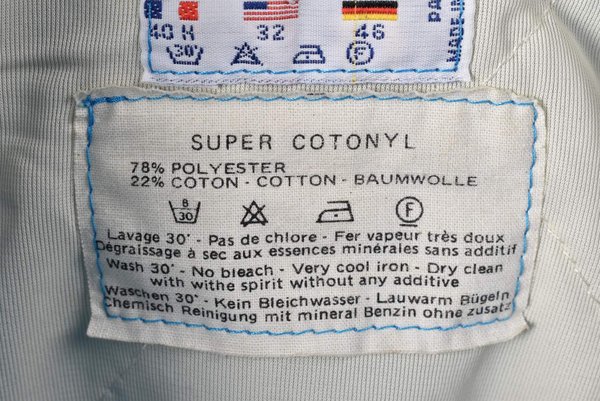 40 H 32 46
30°
MADE IN
SUPER COTONYL
78% POLYESTER
22% COTON - COTTON - BAUMWOLLE
8
30
F
Lavage 30° - Pas de chlore - Fer vapeur très doux
Dégraissage à sec aux essences minérales sans additif
Wash 30° - No bleach - Very cool iron - Dry clean
with withe spirit without any additive
Waschen 30° - Kein Bleichwasser - Lauwarm Bügeln
Chemisch Reinigung mit mineral Benzin ohne zusatz